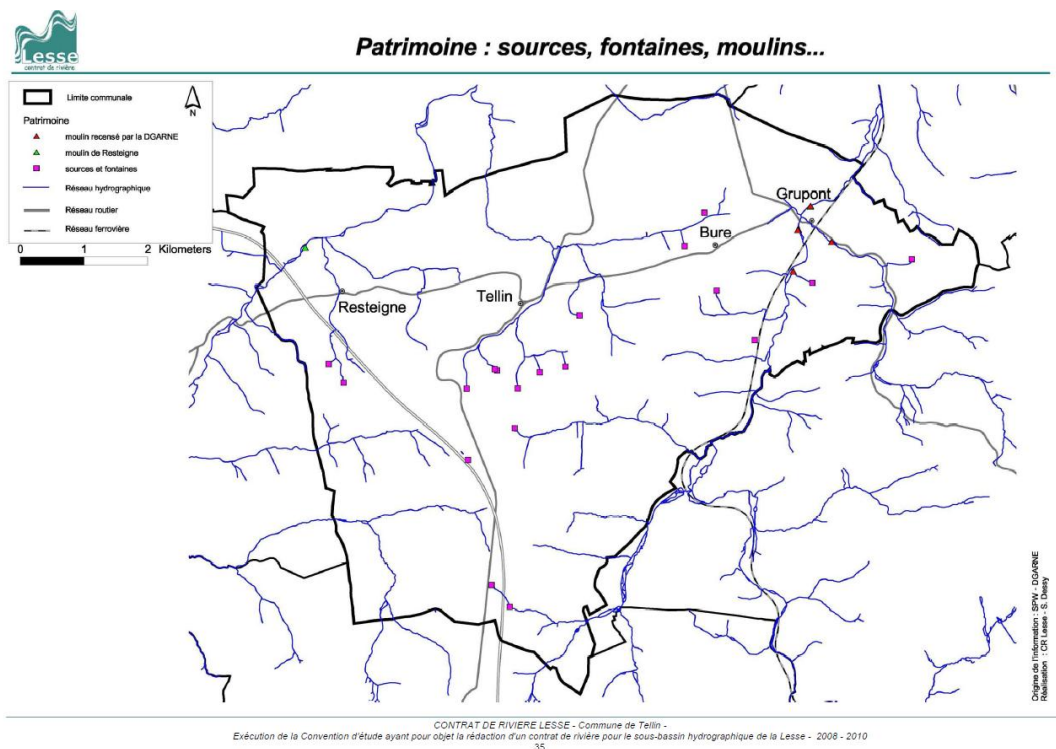 Lesse
contrat de rivière
Patrimoine : sources, fontaines, moulins...
Limite communale
N
Patrimoine
moulin recensé par la DGARNE
moulin de Resteigne
sources et fontaines
Réseau hydrographique
Réseau routier
Réseau ferrovière
0 1 2 Kilometers
Grupont
Bure
Tellin
Resteigne
Origine de l'information : SPW - DGARNE
Réalisation : CR Lesse - S. Dessy
CONTRAT DE RIVIERE LESSE - Commune de Tellin -
Exécution de la Convention d'étude ayant pour objet la rédaction d'un contrat de rivière pour le sous-bassin hydrographique de la Lesse - 2008 - 2010
35